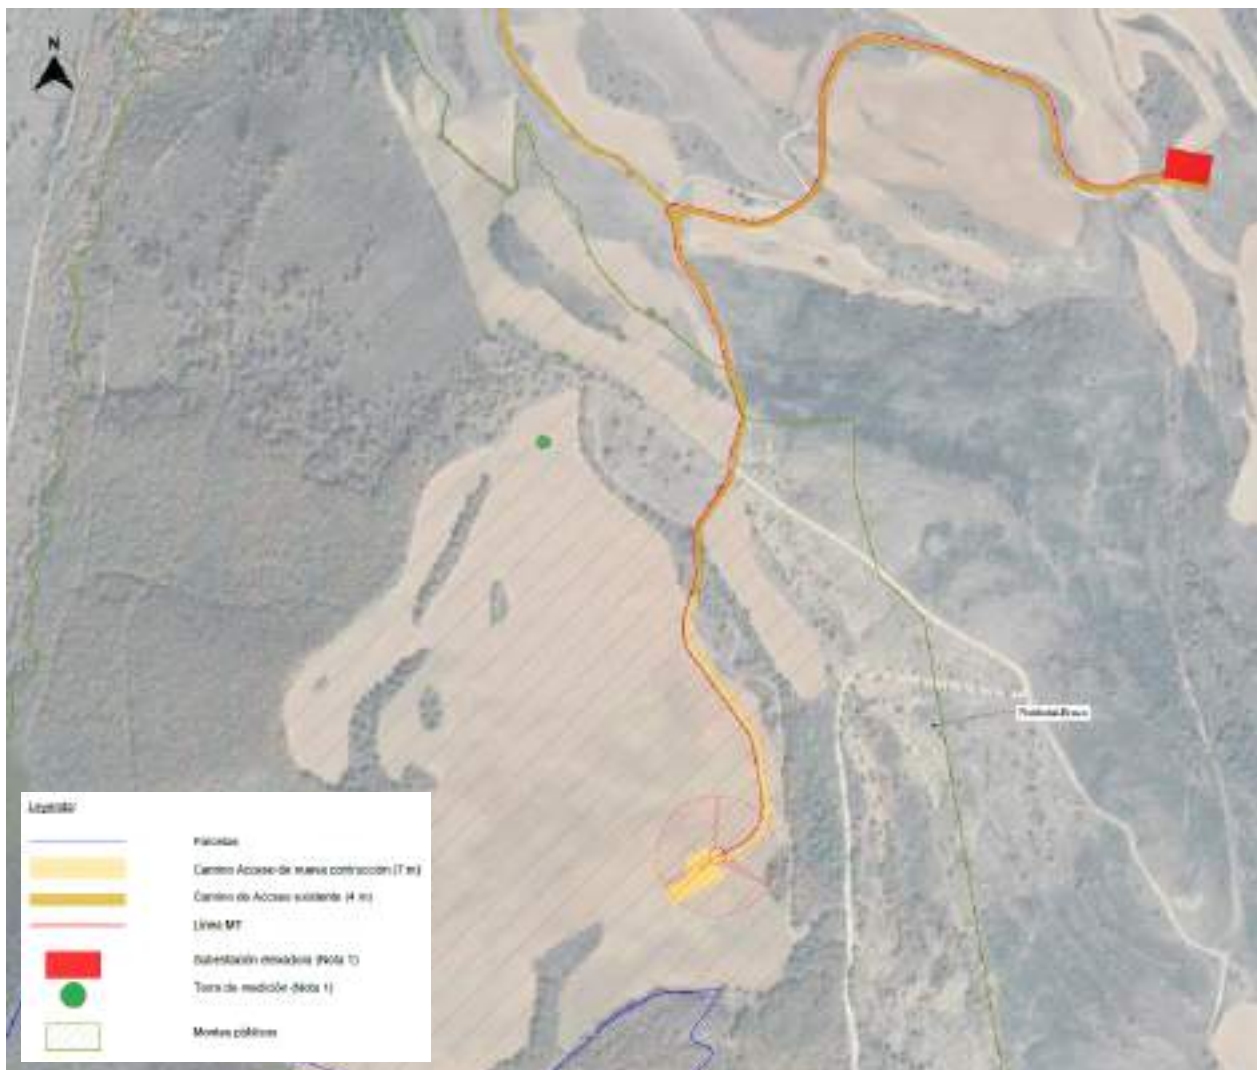 N
Leyenda
Parcelas
Camino Acceso de nueva contrucción (7 m)
Camino de Acceso existente (4 m)
Línea MT
Subestación elevadora (Nota 1)
Torre de medición (Nota 1)
Montes públicos